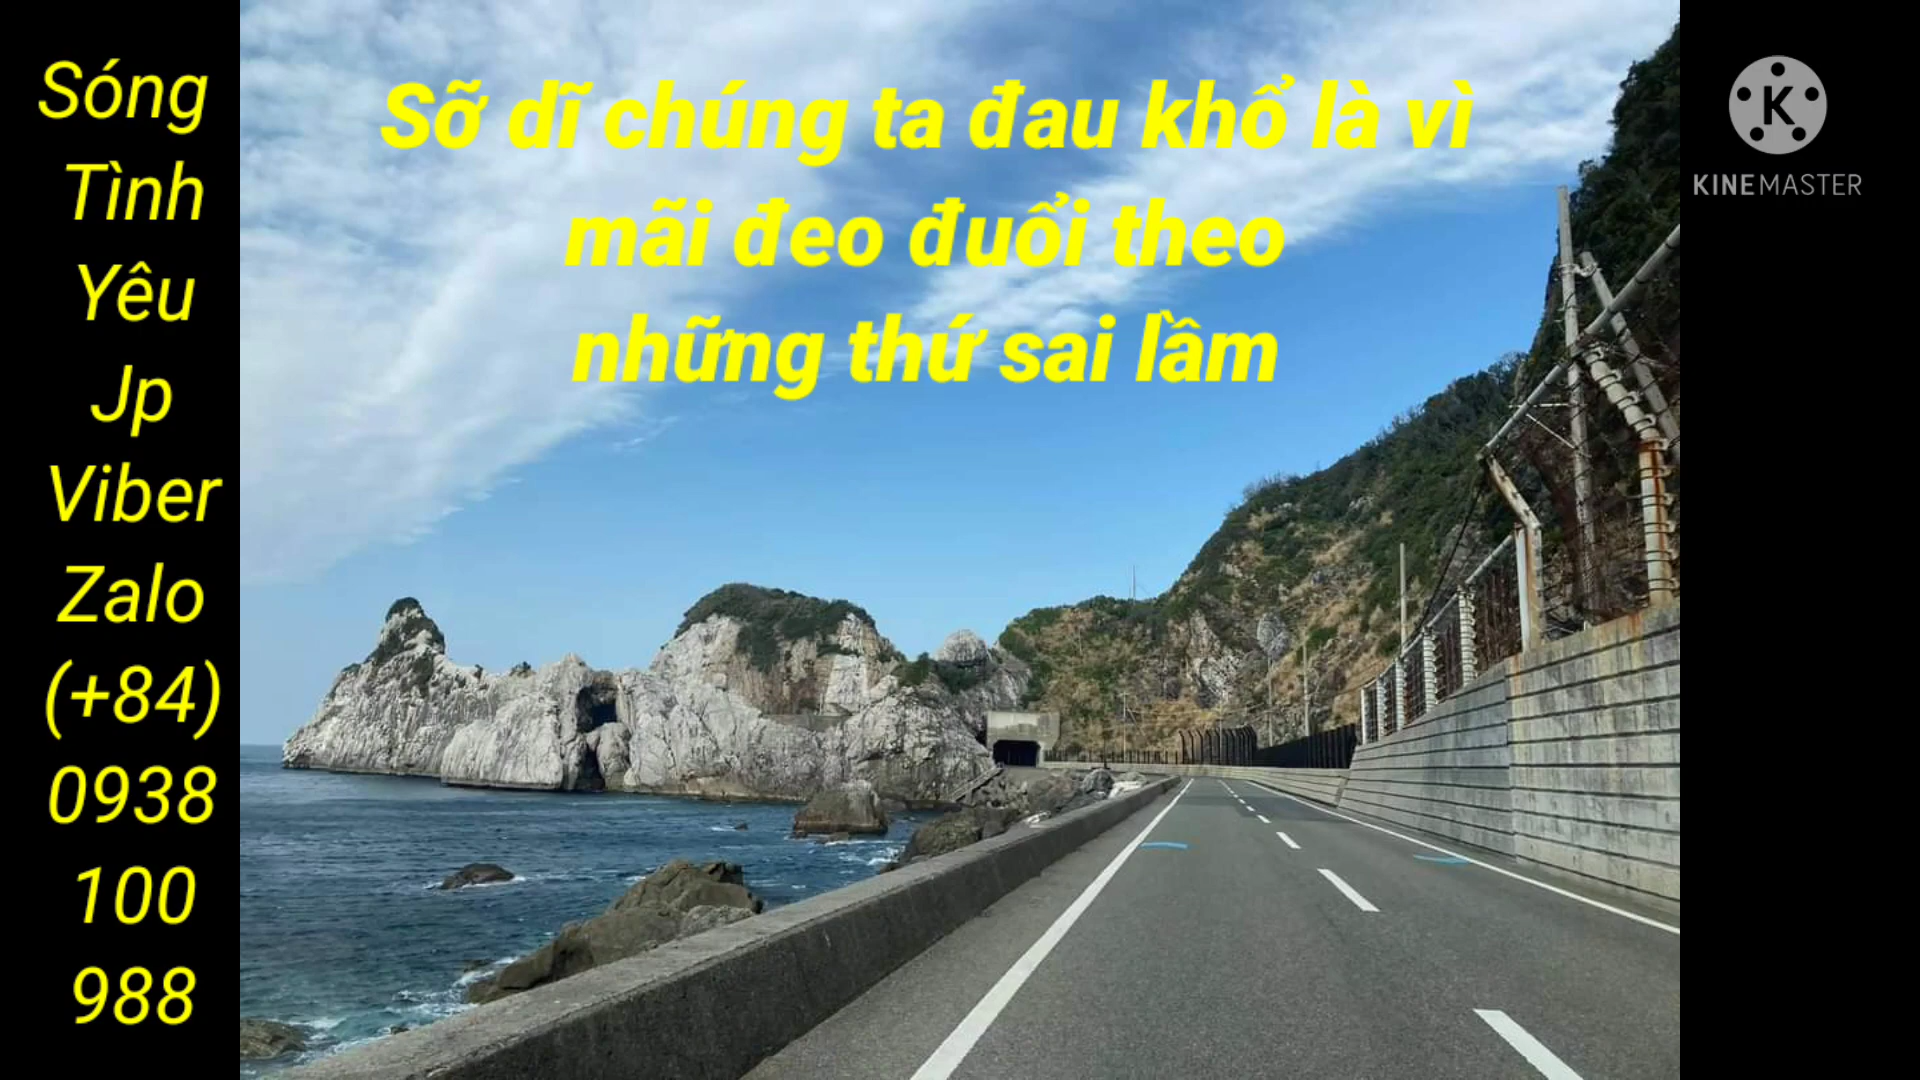 Sóng
Tình
Yêu
Jp
Viber
Zalo
(+84)
0938
100
988
Sỡ dĩ chúng ta đau khổ là vì
mãi đeo đuổi theo
những thứ sai lầm
K
KINEMASTER